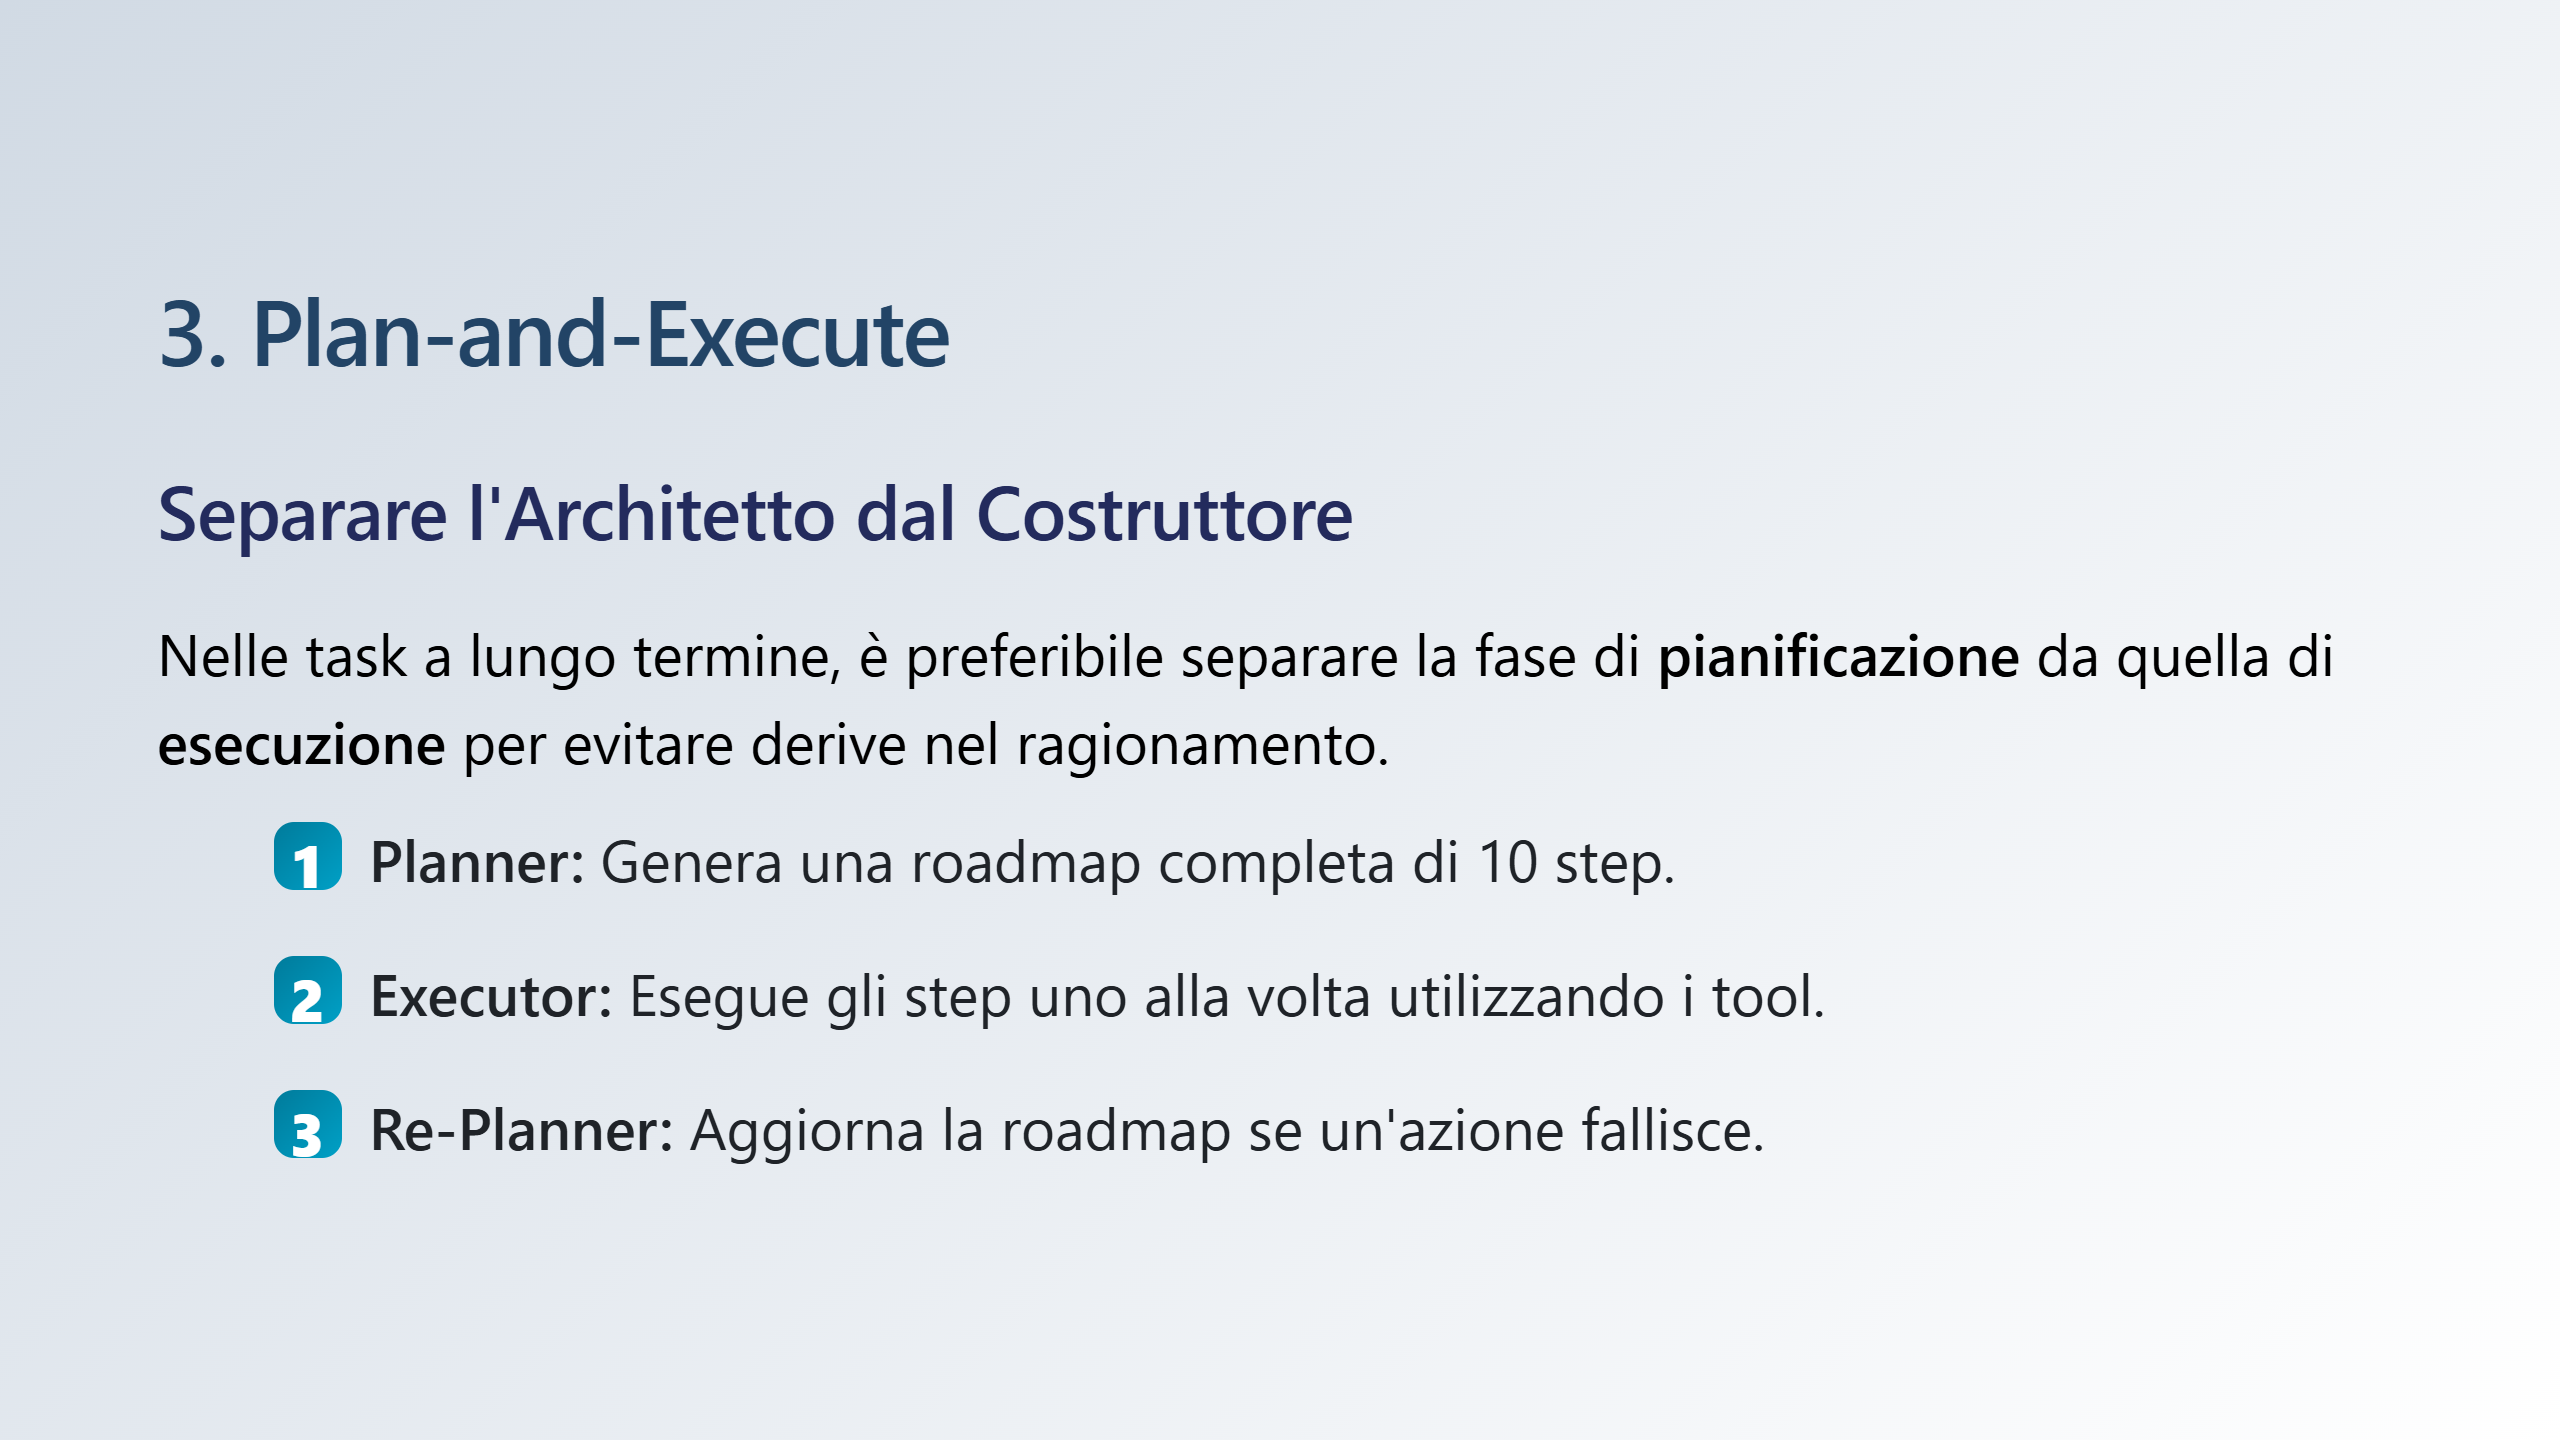 3. Plan-and-Execute
Separare l'Architetto dal Costruttore
Nelle task a lungo termine, è preferibile separare la fase di pianificazione da quella di
esecuzione per evitare derive nel ragionamento.
1 Planner: Genera una roadmap completa di 10 step.
2 Executor: Esegue gli step uno alla volta utilizzando i tool.
3 Re-Planner: Aggiorna la roadmap se un'azione fallisce.